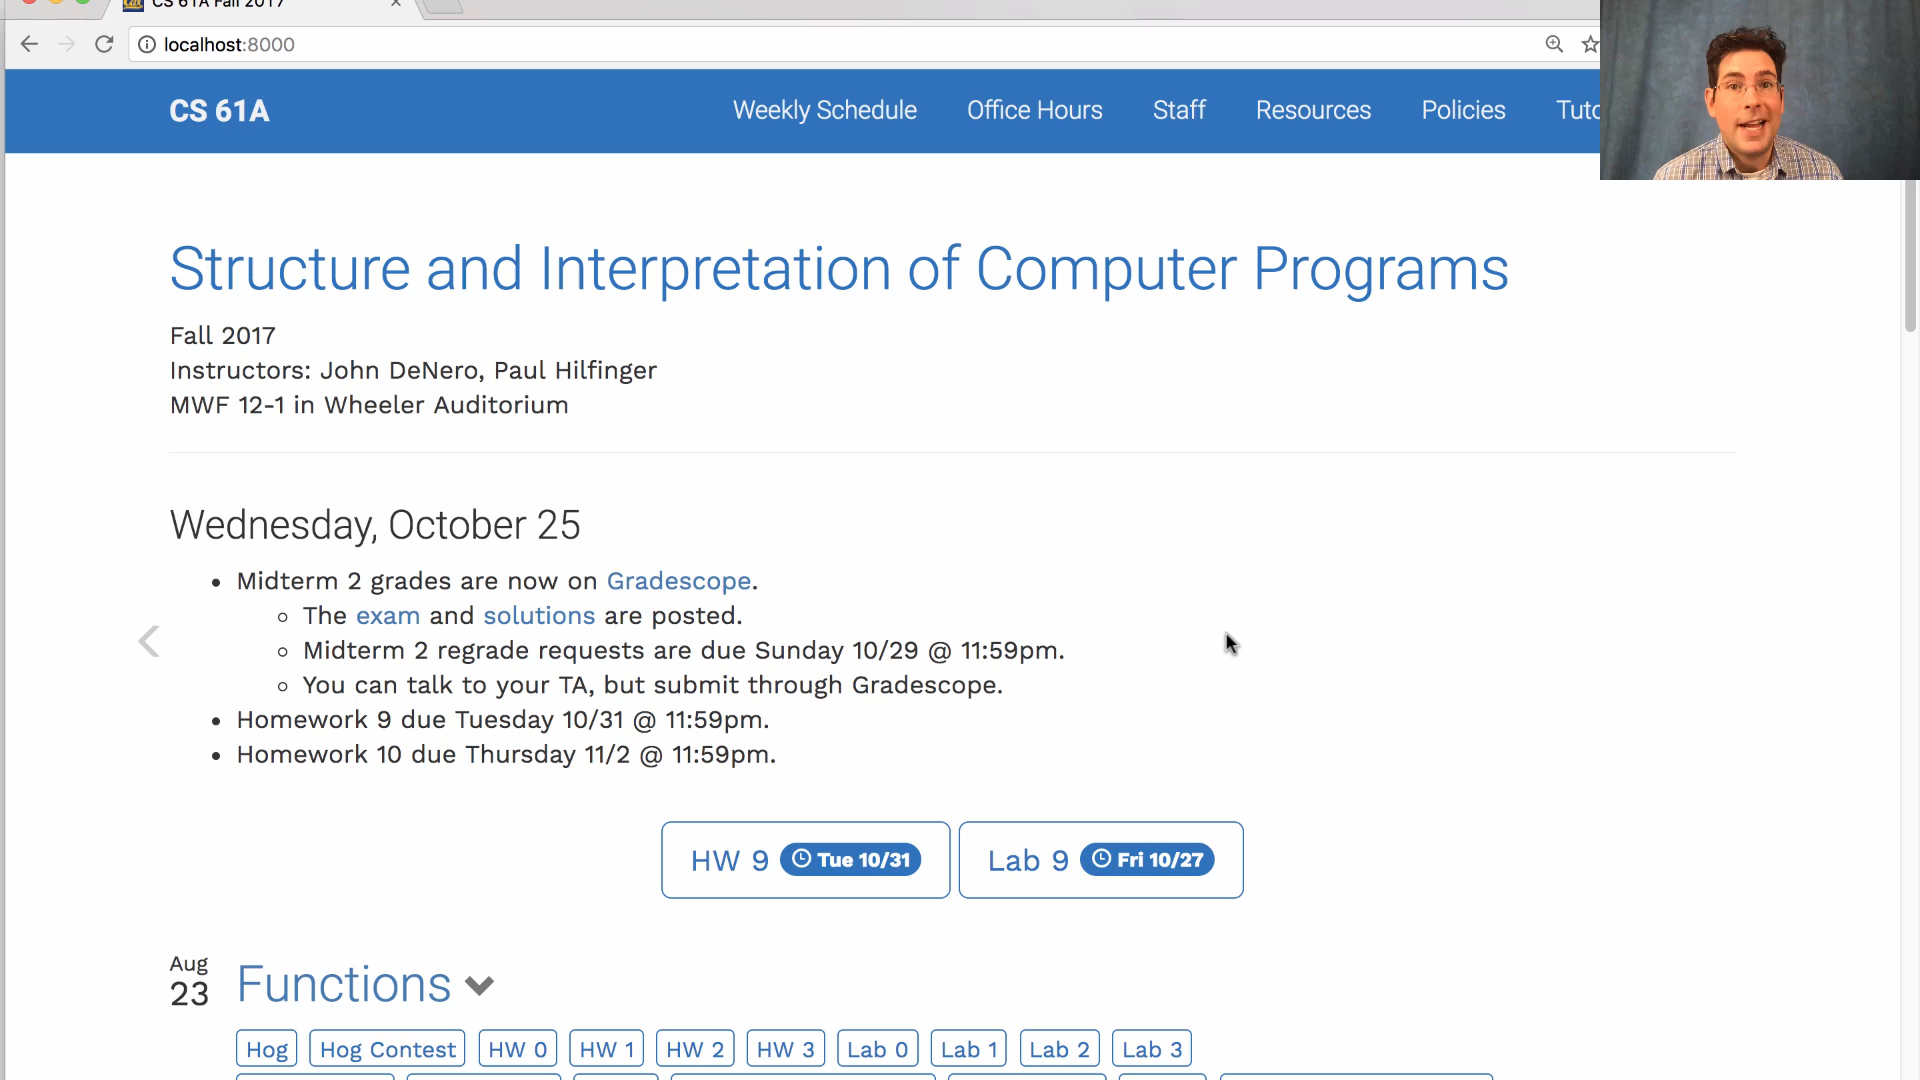 CS 61A Fall 2017
localhost:8000
CS 61A
Weekly Schedule
Office Hours
Staff
Resources
Policies
Structure and Interpretation of Computer Programs
Fall 2017
Instructors: John DeNero, Paul Hilfinger
MWF 12-1 in Wheeler Auditorium
Wednesday, October 25
• Midterm 2 grades are now on Gradescope.
◦ The exam and solutions are posted.
◦ Midterm 2 regrade requests are due Sunday 10/29 @ 11:59pm.
◦ You can talk to your TA, but submit through Gradescope.
• Homework 9 due Tuesday 10/31 @ 11:59pm.
• Homework 10 due Thursday 11/2 @ 11:59pm.
HW 9 Tue 10/31
Lab 9 Fri 10/27
Aug
23
Functions
Hog
Hog Contest
HW 0
HW 1
HW 2
HW 3
Lab 0
Lab 1
Lab 2
Lab 3